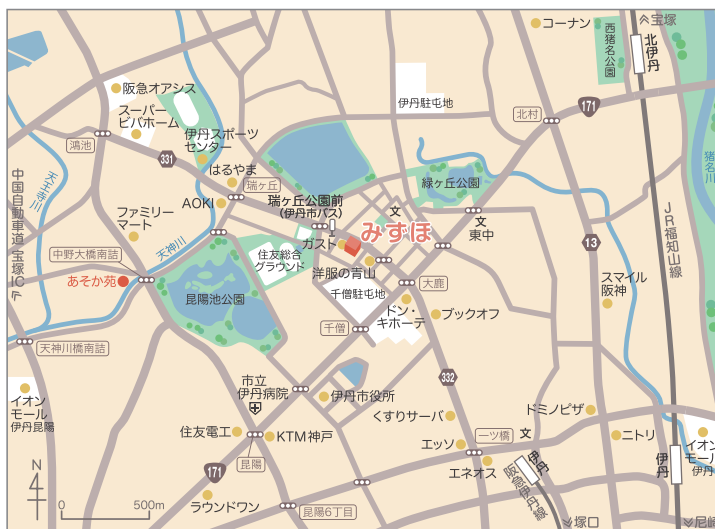 コーナン
宝塚
西猪名公園
北伊丹
阪急オアシス
スーパー
ビバホーム
伊丹駐屯地
171
北村
伊丹スポーツ
センター
鴻池
331
はるやま
瑞ケ丘
緑ヶ丘公園
猪名川
中国自動車道 宝塚IC
天王寺川
AOKI
瑞ヶ丘公園前
(伊丹市バス)
文
文
東中
JR福知山線
ファミリー
マート
みずほ
ガスト
天神川
住友総合
グラウンド
13
中野大橋南詰
洋服の青山
あそか苑
昆陽池公園
千僧駐屯地
大鹿
スマイル
阪神
ドン・
キホーテ
ブックオフ
千僧
天神川橋南詰
332
市立
伊丹病院
伊丹市役所
イオン
モール
伊丹昆陽
くすりサーバ
ドミノピザ
住友電工
KTM神戸
エッソ
一ツ橋
文
ニトリ
イオン
モール
伊丹
昆陽
エネオス
伊丹
伊丹
171
阪急伊丹線
N
ラウンドワン
0
500m
昆陽6丁目
塚口
尼崎